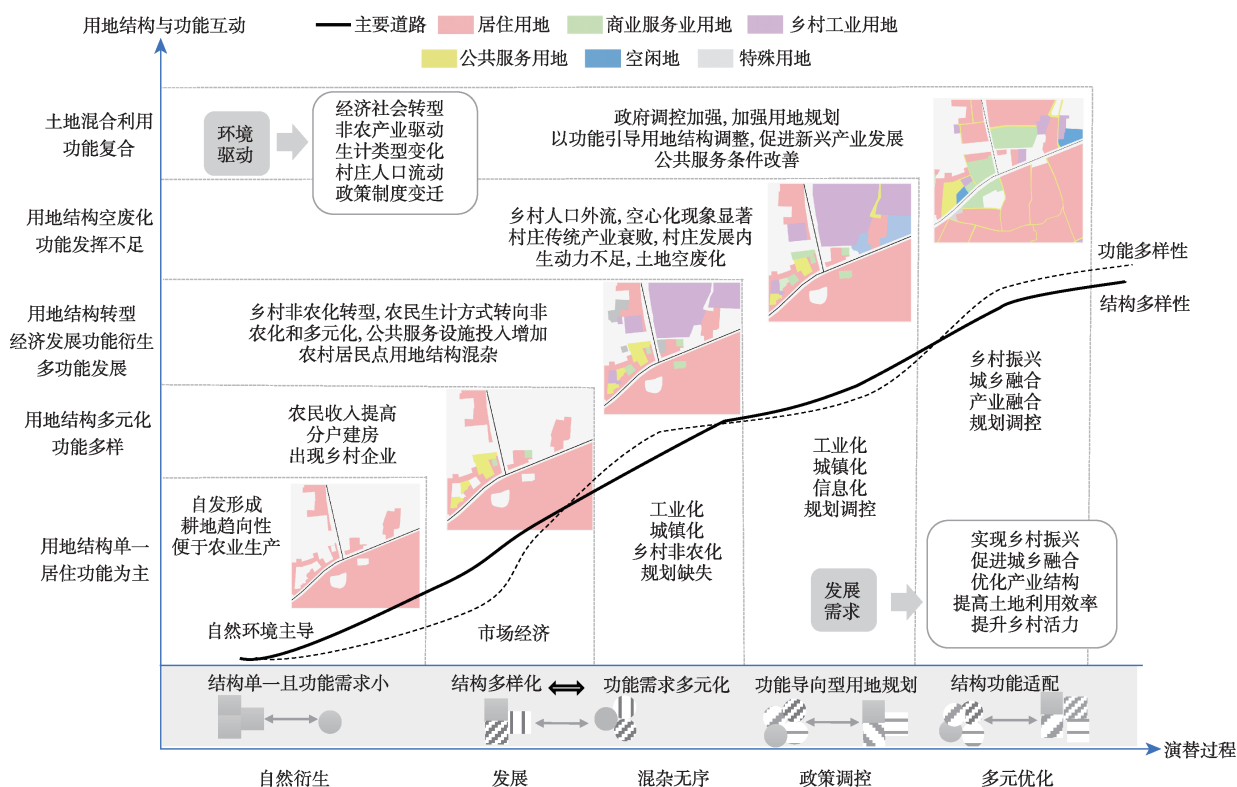 用地结构与功能互动
主要道路
居住用地
商业服务业用地
乡村工业用地
公共服务用地
空闲地
特殊用地
土地混合利用
功能复合
环境
驱动
经济社会转型
非农产业驱动
生计类型变化
村庄人口流动
政策制度变迁
政府调控加强, 加强用地规划
以功能引导用地结构调整, 促进新兴产业发展
公共服务条件改善
用地结构空废化
功能发挥不足
乡村人口外流, 空心化现象显著
村庄传统产业衰败, 村庄发展内
生动力不足, 土地空废化
功能多样性
结构多样性
用地结构转型
经济发展功能衍生
多功能发展
乡村非农化转型, 农民生计方式转向非
农化和多元化, 公共服务设施投入增加
农村居民点用地结构混杂
乡村振兴
城乡融合
产业融合
规划调控
用地结构多元化
功能多样
农民收入提高
分户建房
出现乡村企业
工业化
城镇化
信息化
规划调控
用地结构单一
居住功能为主
自发形成
耕地趋向性
便于农业生产
工业化
城镇化
乡村非农化
规划缺失
发展
需求
实现乡村振兴
促进城乡融合
优化产业结构
提高土地利用效率
提升乡村活力
自然环境主导
市场经济
结构单一且功能需求小
结构多样化
功能需求多元化
功能导向型用地规划
结构功能适配
演替过程
自然衍生
发展
混杂无序
政策调控
多元优化